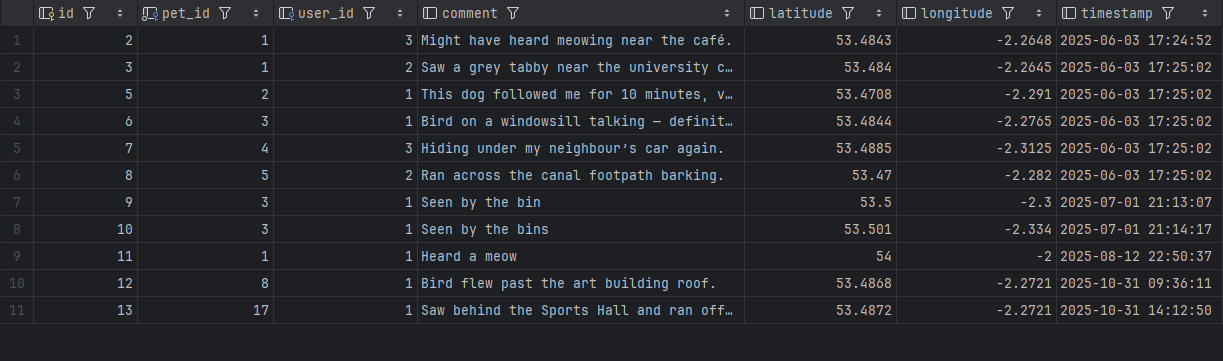 id pet_id user_id comment latitude longitude timestamp
1 2 1 3 Might have heard meowing near the café. 53.4843 -2.2648 2025-06-03 17:24:52
2 3 1 2 Saw a grey tabby near the university c… 53.484 -2.2645 2025-06-03 17:25:02
3 5 2 1 This dog followed me for 10 minutes, v… 53.4708 -2.291 2025-06-03 17:25:02
4 6 3 1 Bird on a windowsill talking – definit… 53.4844 -2.2765 2025-06-03 17:25:02
5 7 4 3 Hiding under my neighbour’s car again. 53.4885 -2.3125 2025-06-03 17:25:02
6 8 5 2 Ran across the canal footpath barking. 53.47 -2.282 2025-06-03 17:25:02
7 9 3 1 Seen by the bin 53.5 -2.3 2025-07-01 21:13:07
8 10 3 1 Seen by the bins 53.501 -2.334 2025-07-01 21:14:17
9 11 1 1 Heard a meow 54 -2 2025-08-12 22:50:37
10 12 8 1 Bird flew past the art building roof. 53.4868 -2.2721 2025-10-31 09:36:11
11 13 17 1 Saw behind the Sports Hall and ran off… 53.4872 -2.2721 2025-10-31 14:12:50